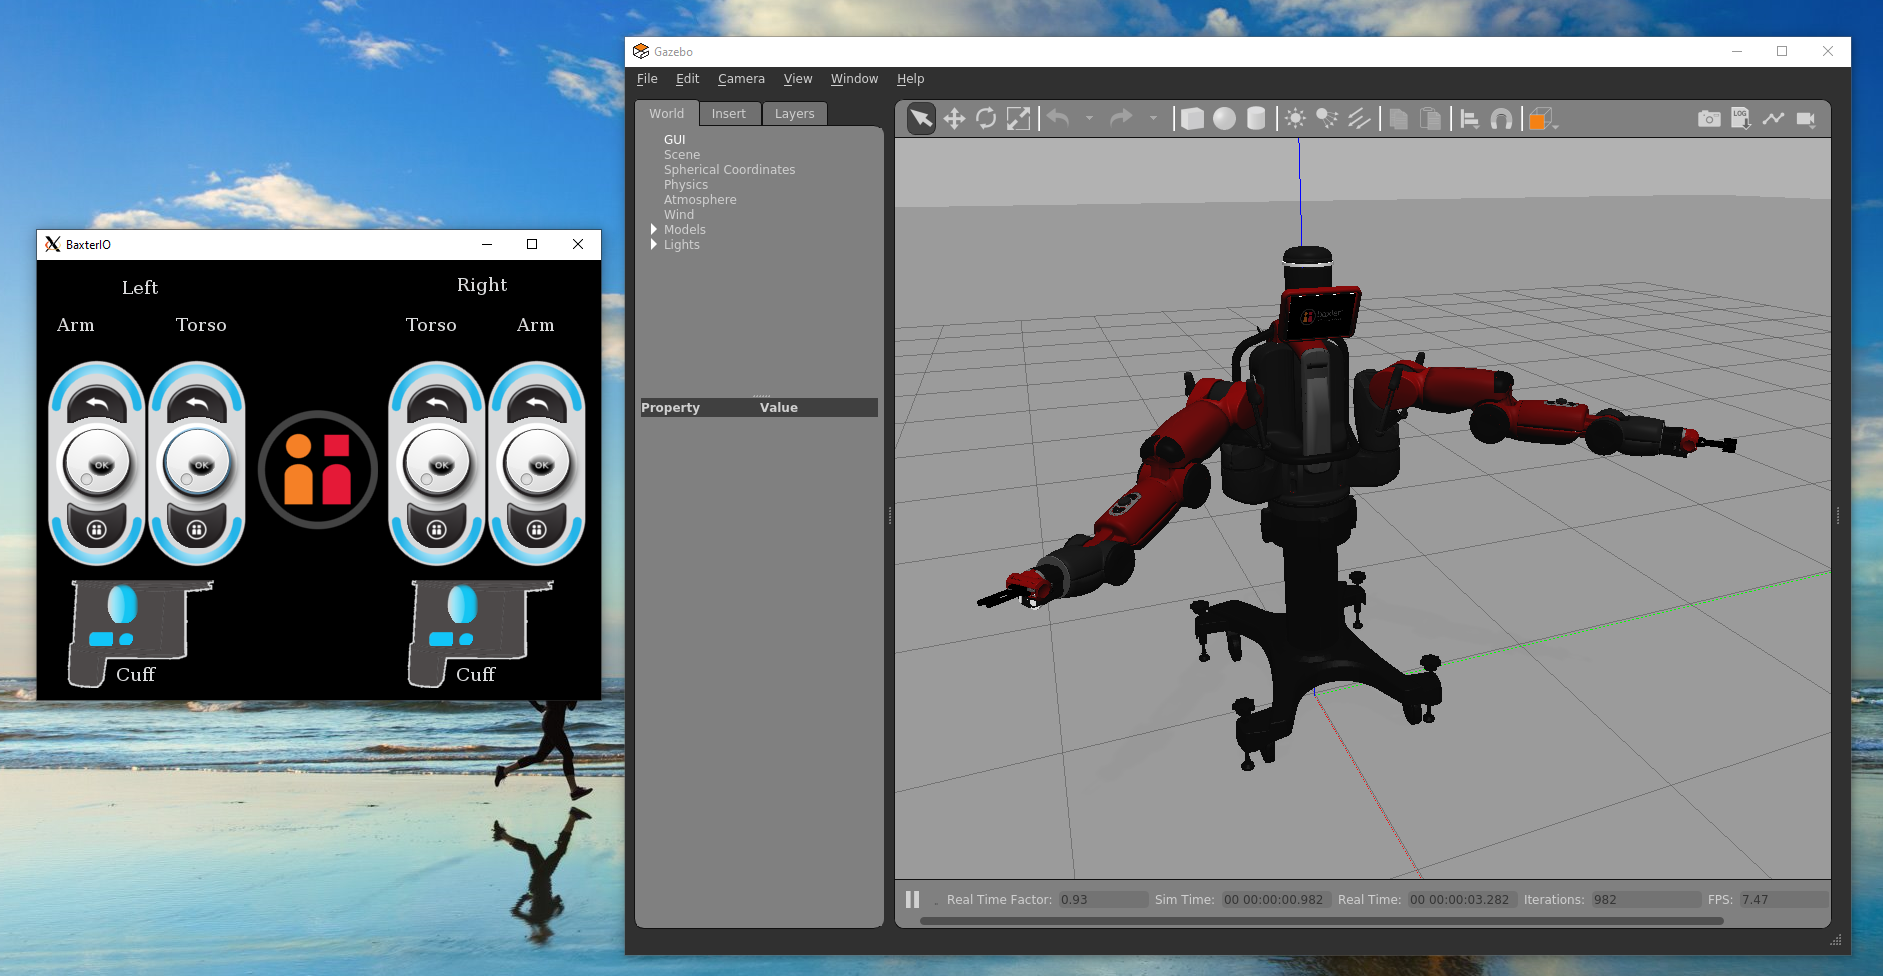 BaxterIO
Left Right
Arm Torso Torso Arm
OK OK OK OK
Cuff Cuff
Gazebo
File Edit Camera View Window Help
World Insert Layers
LOG
GUI
Scene
Spherical Coordinates
Physics
Atmosphere
Wind
Models
Lights
Property Value
baxter
Real Time Factor: 0.93 Sim Time: 00 00:00:00.982 Real Time: 00 00:00:03.282 Iterations: 982 FPS: 7.47